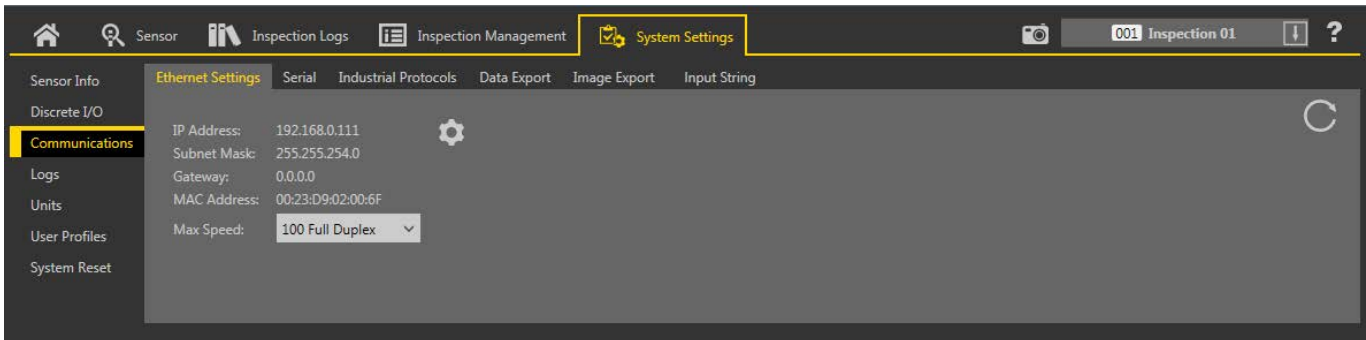 Sensor Inspection Logs Inspection Management System Settings 001 Inspection 01 ?
Sensor Info
Discrete I/O
Communications
Logs
Units
User Profiles
System Reset
Ethernet Settings Serial Industrial Protocols Data Export Image Export Input String
IP Address: 192.168.0.111
Subnet Mask: 255.255.254.0
Gateway: 0.0.0.0
MAC Address: 00:23:D9:02:00:6F
Max Speed: 100 Full Duplex